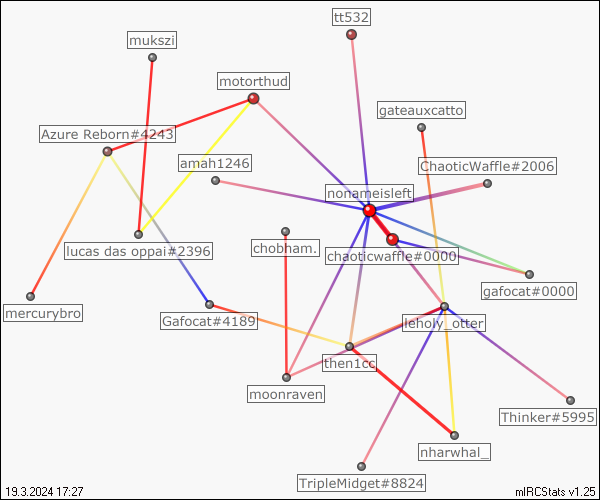 tt532
mukszi
motorthud
gateauxcatto
Azure Reborn#4243
amah1246
ChaoticWaffle#2006
nonameisleft
lucas das oppai#2396
chobham.
chaoticwaffle#0000
gafocat#0000
mercurybro
Gafocat#4189
leholy_otter
then1cc
moonraven
Thinker#5995
nharwhal_
TripleMidget#8824
19.3.2024 17:27
mIRCStats v1.25